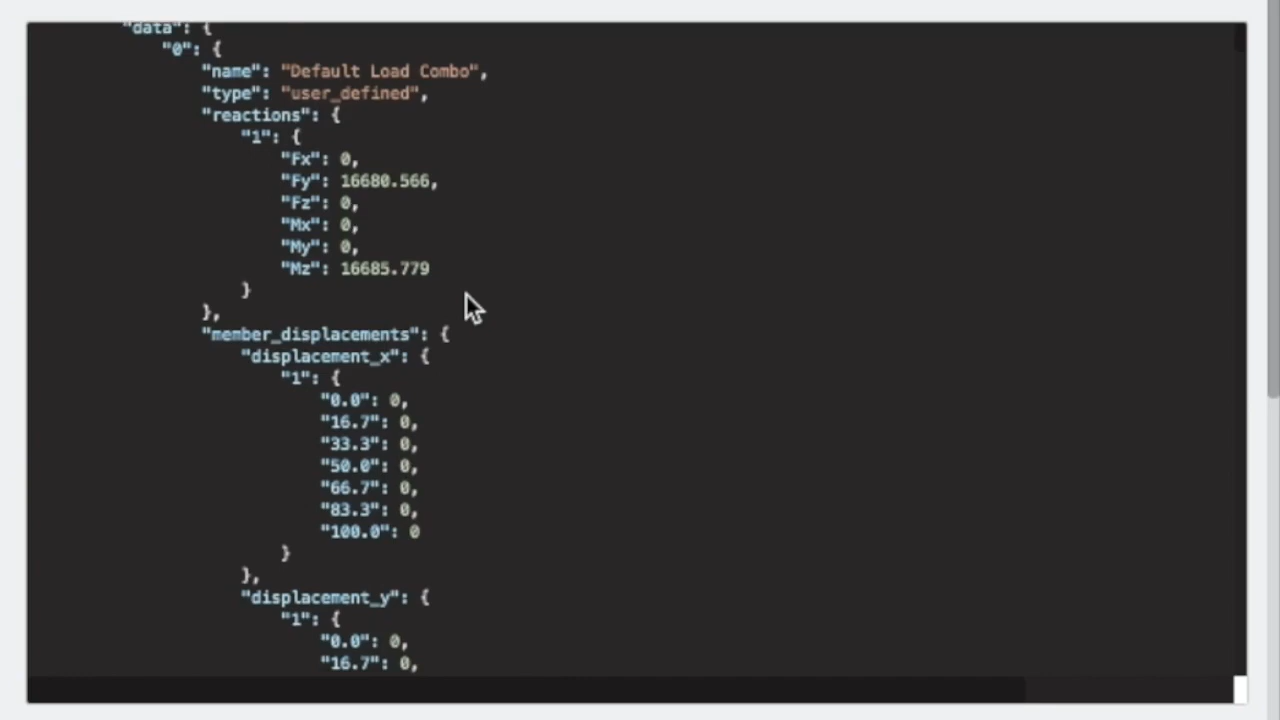 "data": {
"0": {
"name": "Default Load Combo",
"type": "user_defined",
"reactions": {
"1": {
"Fx": 0,
"Fy": 16680.566,
"Fz": 0,
"Mx": 0,
"My": 0,
"Mz": 16685.779
}
},
"member_displacements": {
"displacement_x": {
"1": {
"0.0": 0,
"16.7": 0,
"33.3": 0,
"50.0": 0,
"66.7": 0,
"83.3": 0,
"100.0": 0
}
},
"displacement_y": {
"1": {
"0.0": 0,
"16.7": 0,